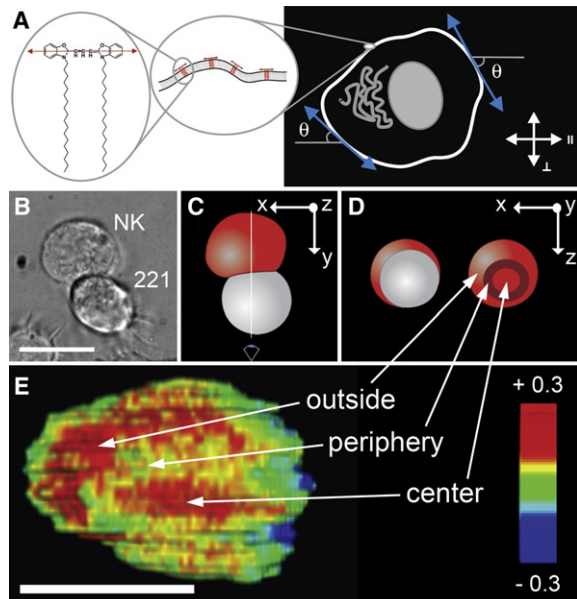 A
O
O
C=C-C
H H H
N+
N
θ
θ
=
⊥
B
NK
221
C
x z
y
D
x y
z
E
outside
periphery
center
+ 0.3
- 0.3